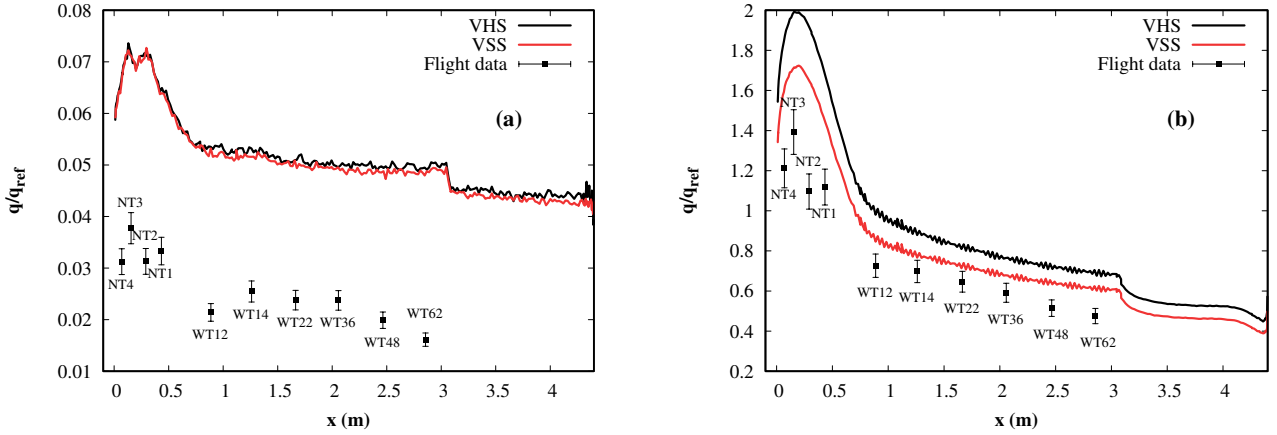 VHS
VSS
Flight data
(a)
0.08
0.07
0.06
0.05
0.04
0.03
0.02
0.01
q/q_ref
NT3
NT2
NT4
NT1
WT12
WT14
WT22
WT36
WT48
WT62
0
0.5
1
1.5
2
2.5
3
3.5
4
x (m)
VHS
VSS
Flight data
(b)
2
1.8
1.6
1.4
1.2
1
0.8
0.6
0.4
0.2
q/q_ref
NT3
NT2
NT4
NT1
WT12
WT14
WT22
WT36
WT48
WT62
0
0.5
1
1.5
2
2.5
3
3.5
4
x (m)